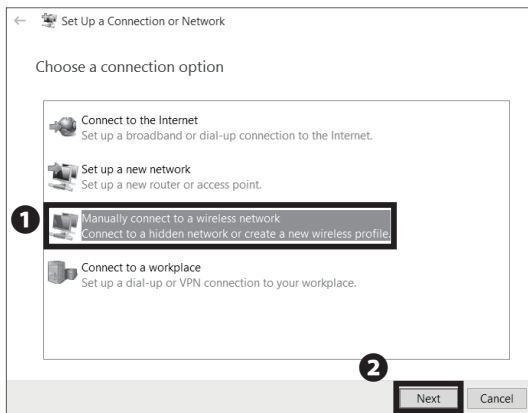 Set Up a Connection or Network
Choose a connection option
Connect to the Internet
Set up a broadband or dial-up connection to the Internet.
Set up a new network
Set up a new router or access point.
1
Manually connect to a wireless network
Connect to a hidden network or create a new wireless profile.
Connect to a workplace
Set up a dial-up or VPN connection to your workplace.
2
Next
Cancel